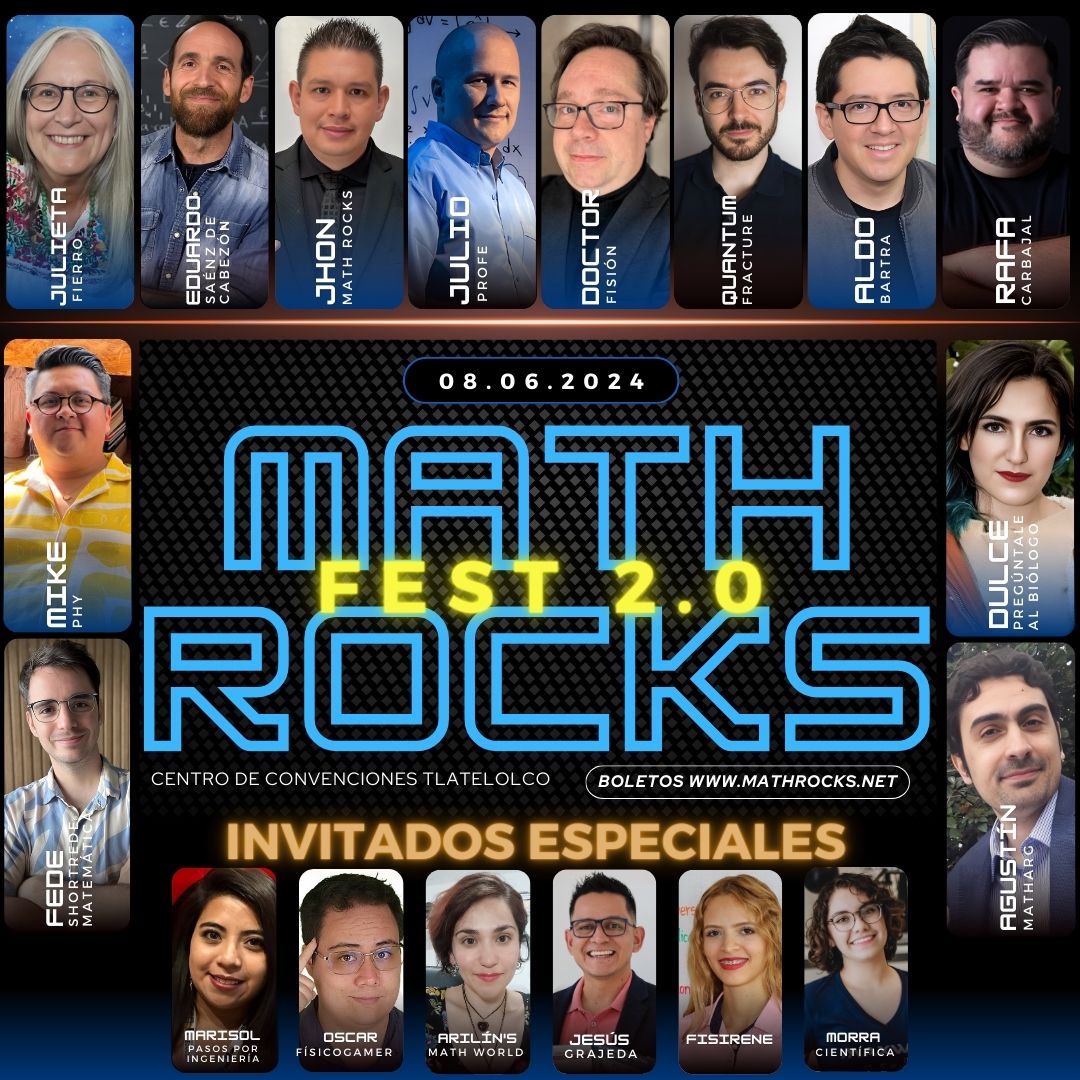 JULIETA
FIERRO
EDUARDO
SAÉNZ DE
CABEZÓN
JHON
MATH ROCKS
JULIO
PROFE
DOCTOR
FISIÓN
QUANTUM
FRACTURE
ALDO
BARTRA
RAFA
CARBAJAL
MIKE
PHY
08.06.2024
MATH
FEST 2.0
ROCKS
DULCE
PREGÚNTALE
AL BIÓLOGO
FEDE
SHORTREDE
MATEMÁTICA
CENTRO DE CONVENCIONES TLATELOLCO
BOLETOS WWW.MATHROCKS.NET
AGUSTÍN
MATHARG
INVITADOS ESPECIALES
MARISOL
PASOS POR
INGENIERÍA
OSCAR
FÍSICOGAMER
ARILÍN'S
MATH WORLD
JESÚS
GRAJEDA
FISIRENE
MORRA
CIENTÍFICA